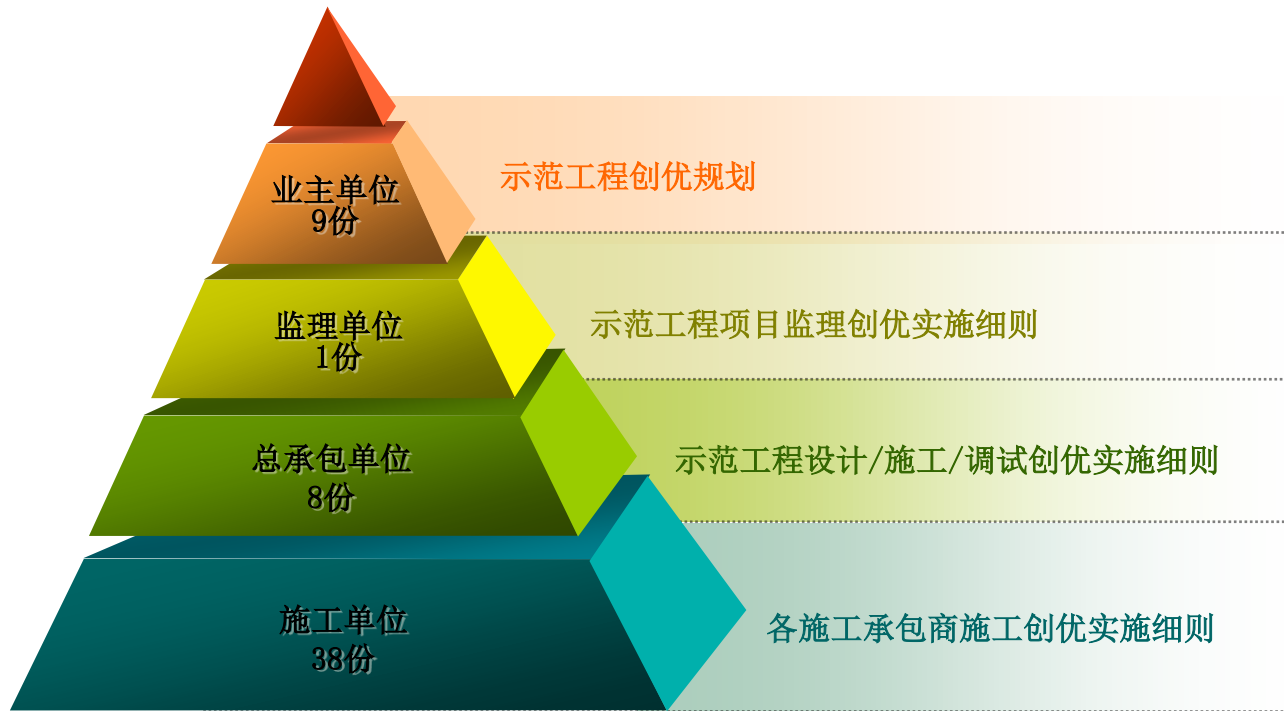 业主单位
9份
示范工程创优规划
监理单位
1份
示范工程项目监理创优实施细则
总承包单位
8份
示范工程设计/施工/调试创优实施细则
施工单位
38份
各施工承包商施工创优实施细则